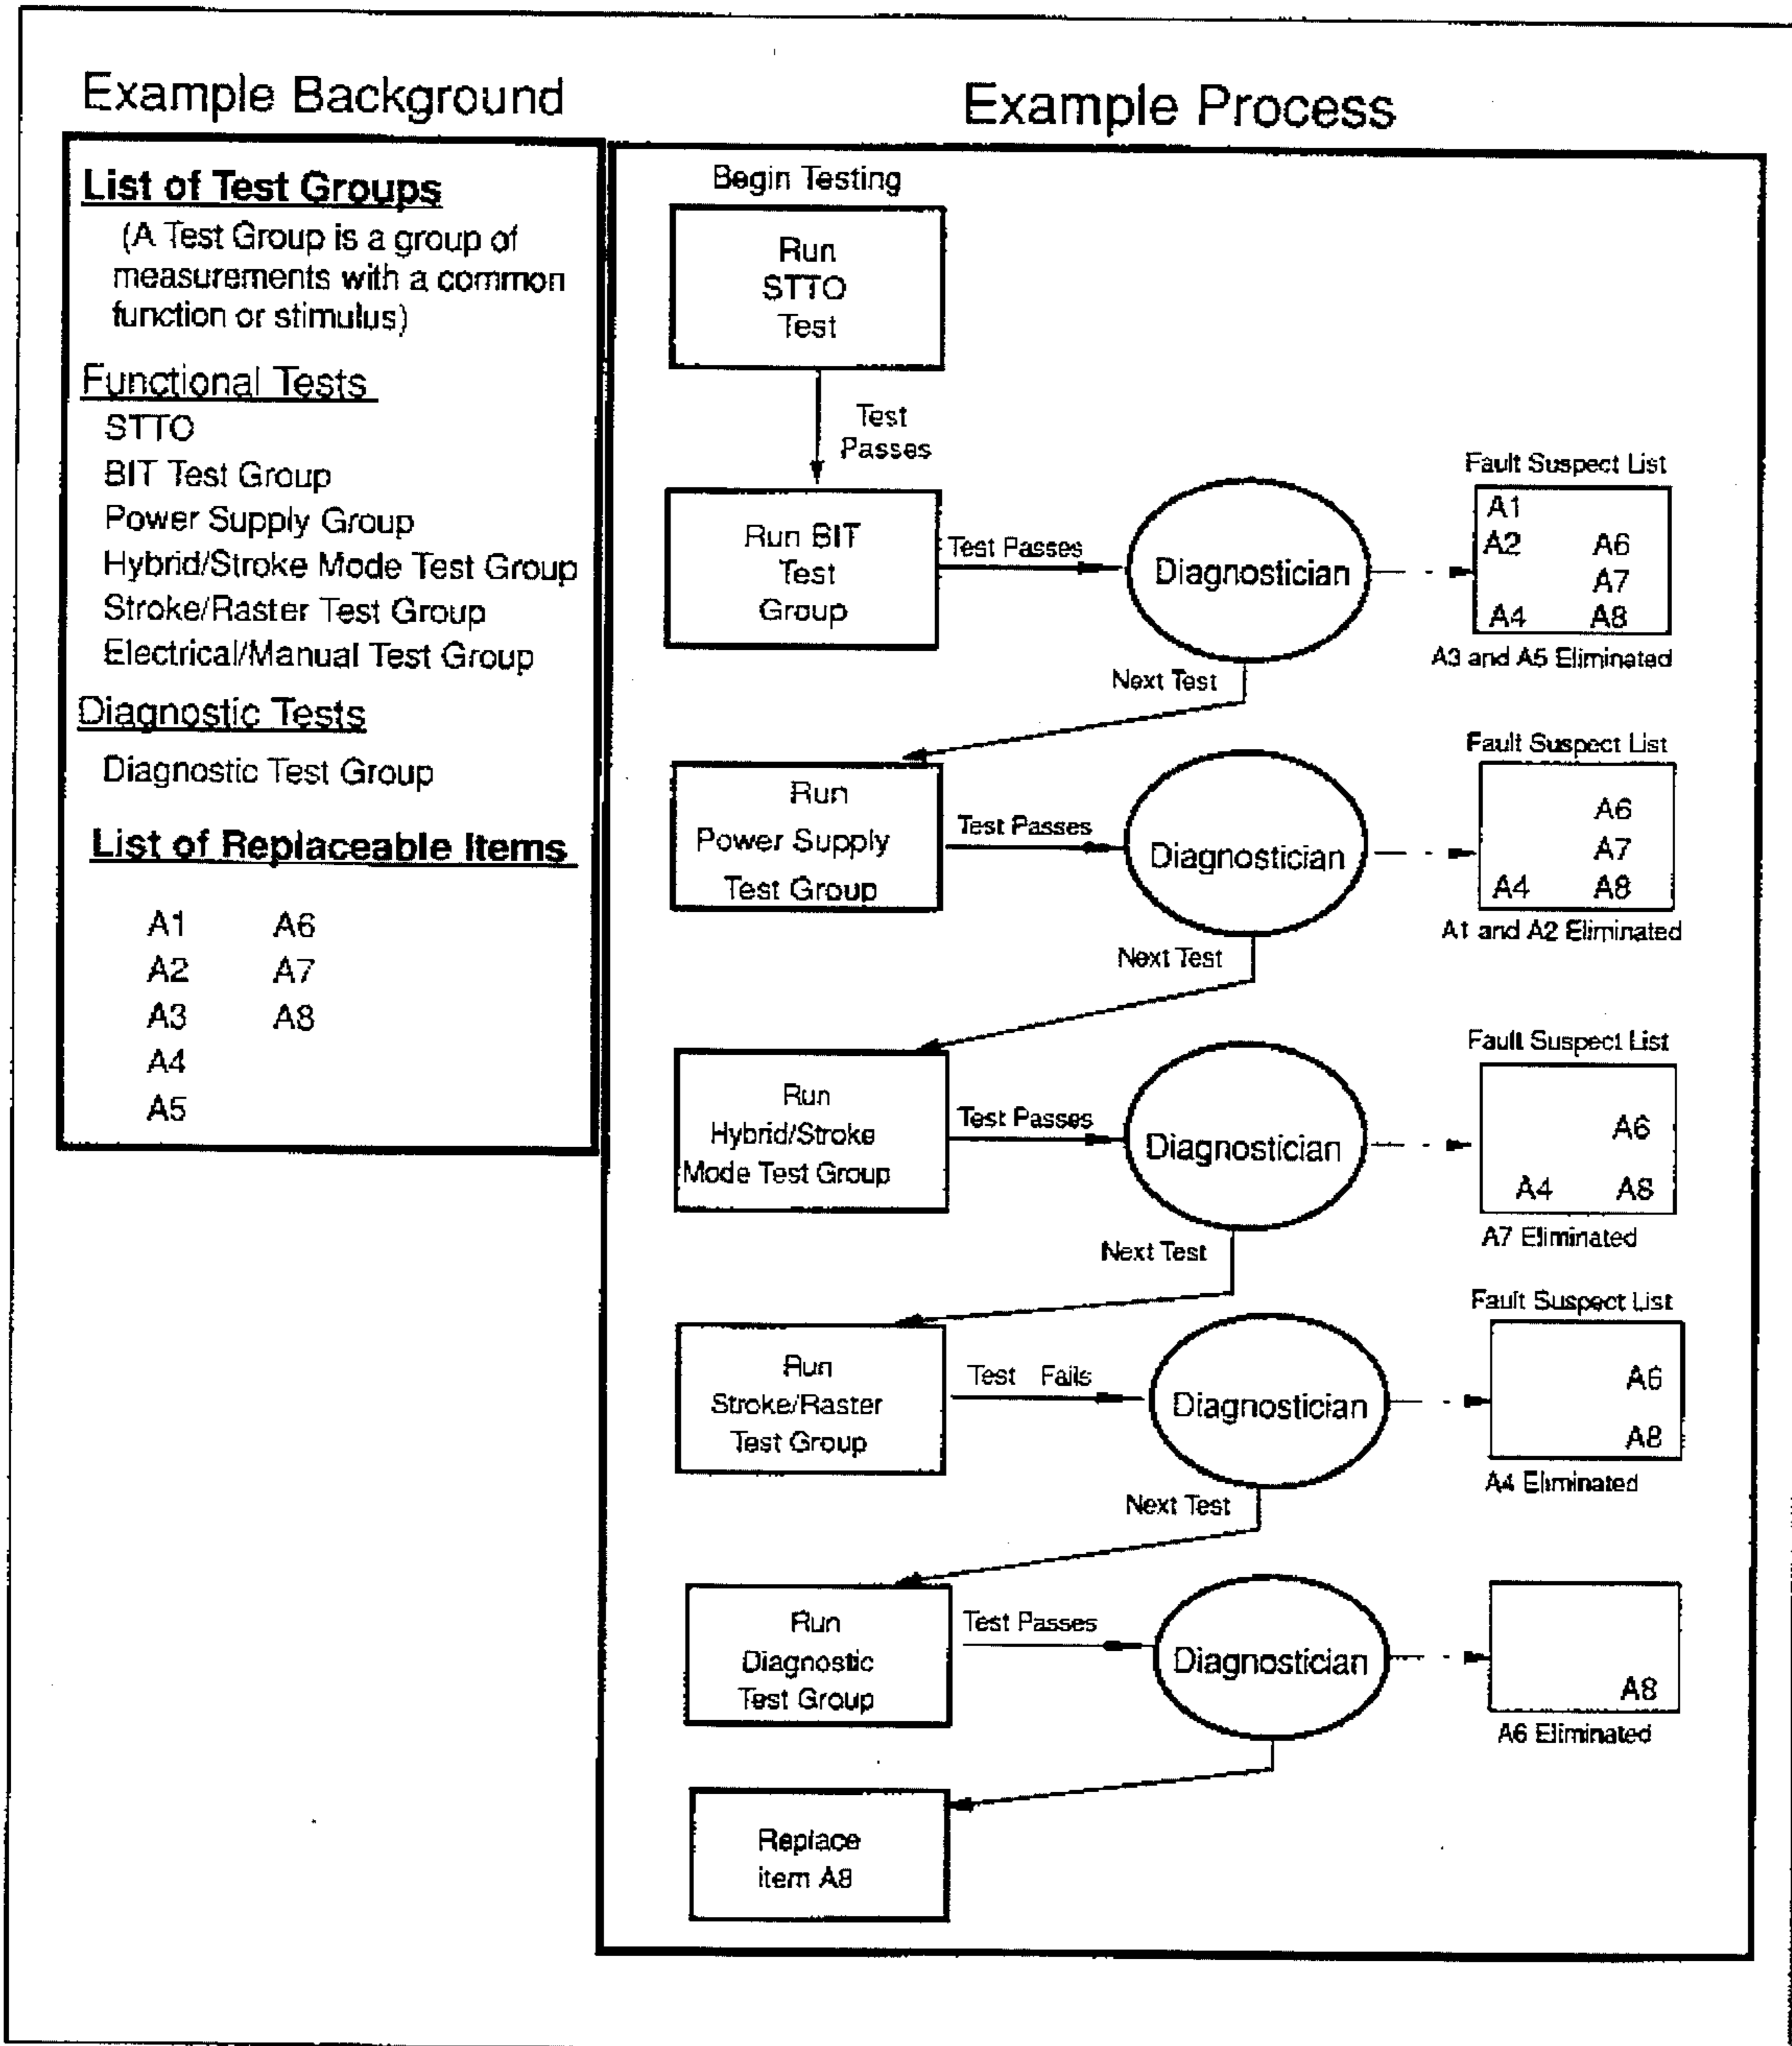 Example Background
Example Process
List of Test Groups
(A Test Group is a group of
measurements with a common
function or stimulus)
Functional Tests
STTO
BIT Test Group
Power Supply Group
Hybrid/Stroke Mode Test Group
Stroke/Raster Test Group
Electrical/Manual Test Group
Diagnostic Tests
Diagnostic Test Group
List of Replaceable Items
A1 A6
A2 A7
A3 A8
A4
A5
Begin Testing
Run
STTO
Test
Test
Passes
Run BIT
Test
Group
Test Passes
Diagnostician
Fault Suspect List
A1
A2 A6
A7
A4 A8
A3 and A5 Eliminated
Next Test
Run
Power Supply
Test Group
Test Passes
Diagnostician
Fault Suspect List
A6
A7
A4 A8
A1 and A2 Eliminated
Next Test
Run
Hybrid/Stroke
Mode Test Group
Test Passes
Diagnostician
Fault Suspect List
A6
A4 A8
A7 Eliminated
Next Test
Run
Stroke/Raster
Test Group
Test Fails
Diagnostician
Fault Suspect List
A6
A8
A4 Eliminated
Next Test
Run
Diagnostic
Test Group
Test Passes
Diagnostician
A8
A6 Eliminated
Replace
item A8